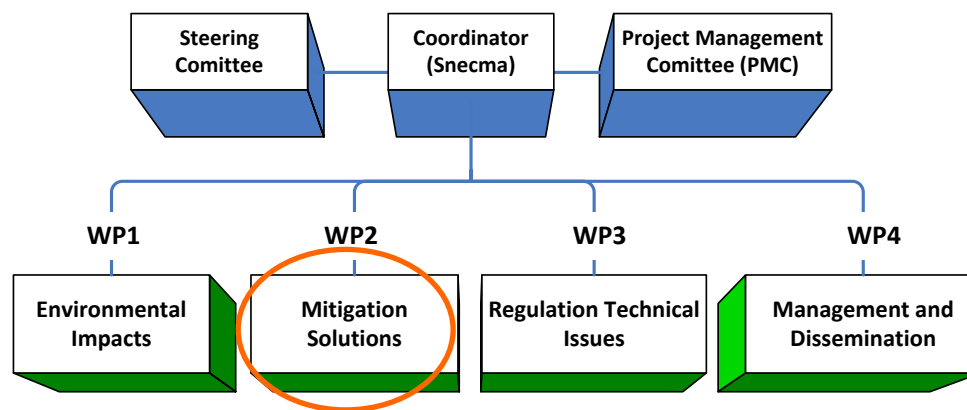 Steering
Comittee
Coordinator
(Snecma)
Project Management
Comittee (PMC)
WP1
WP2
WP3
WP4
Environmental
Impacts
Mitigation
Solutions
Regulation Technical
Issues
Management and
Dissemination